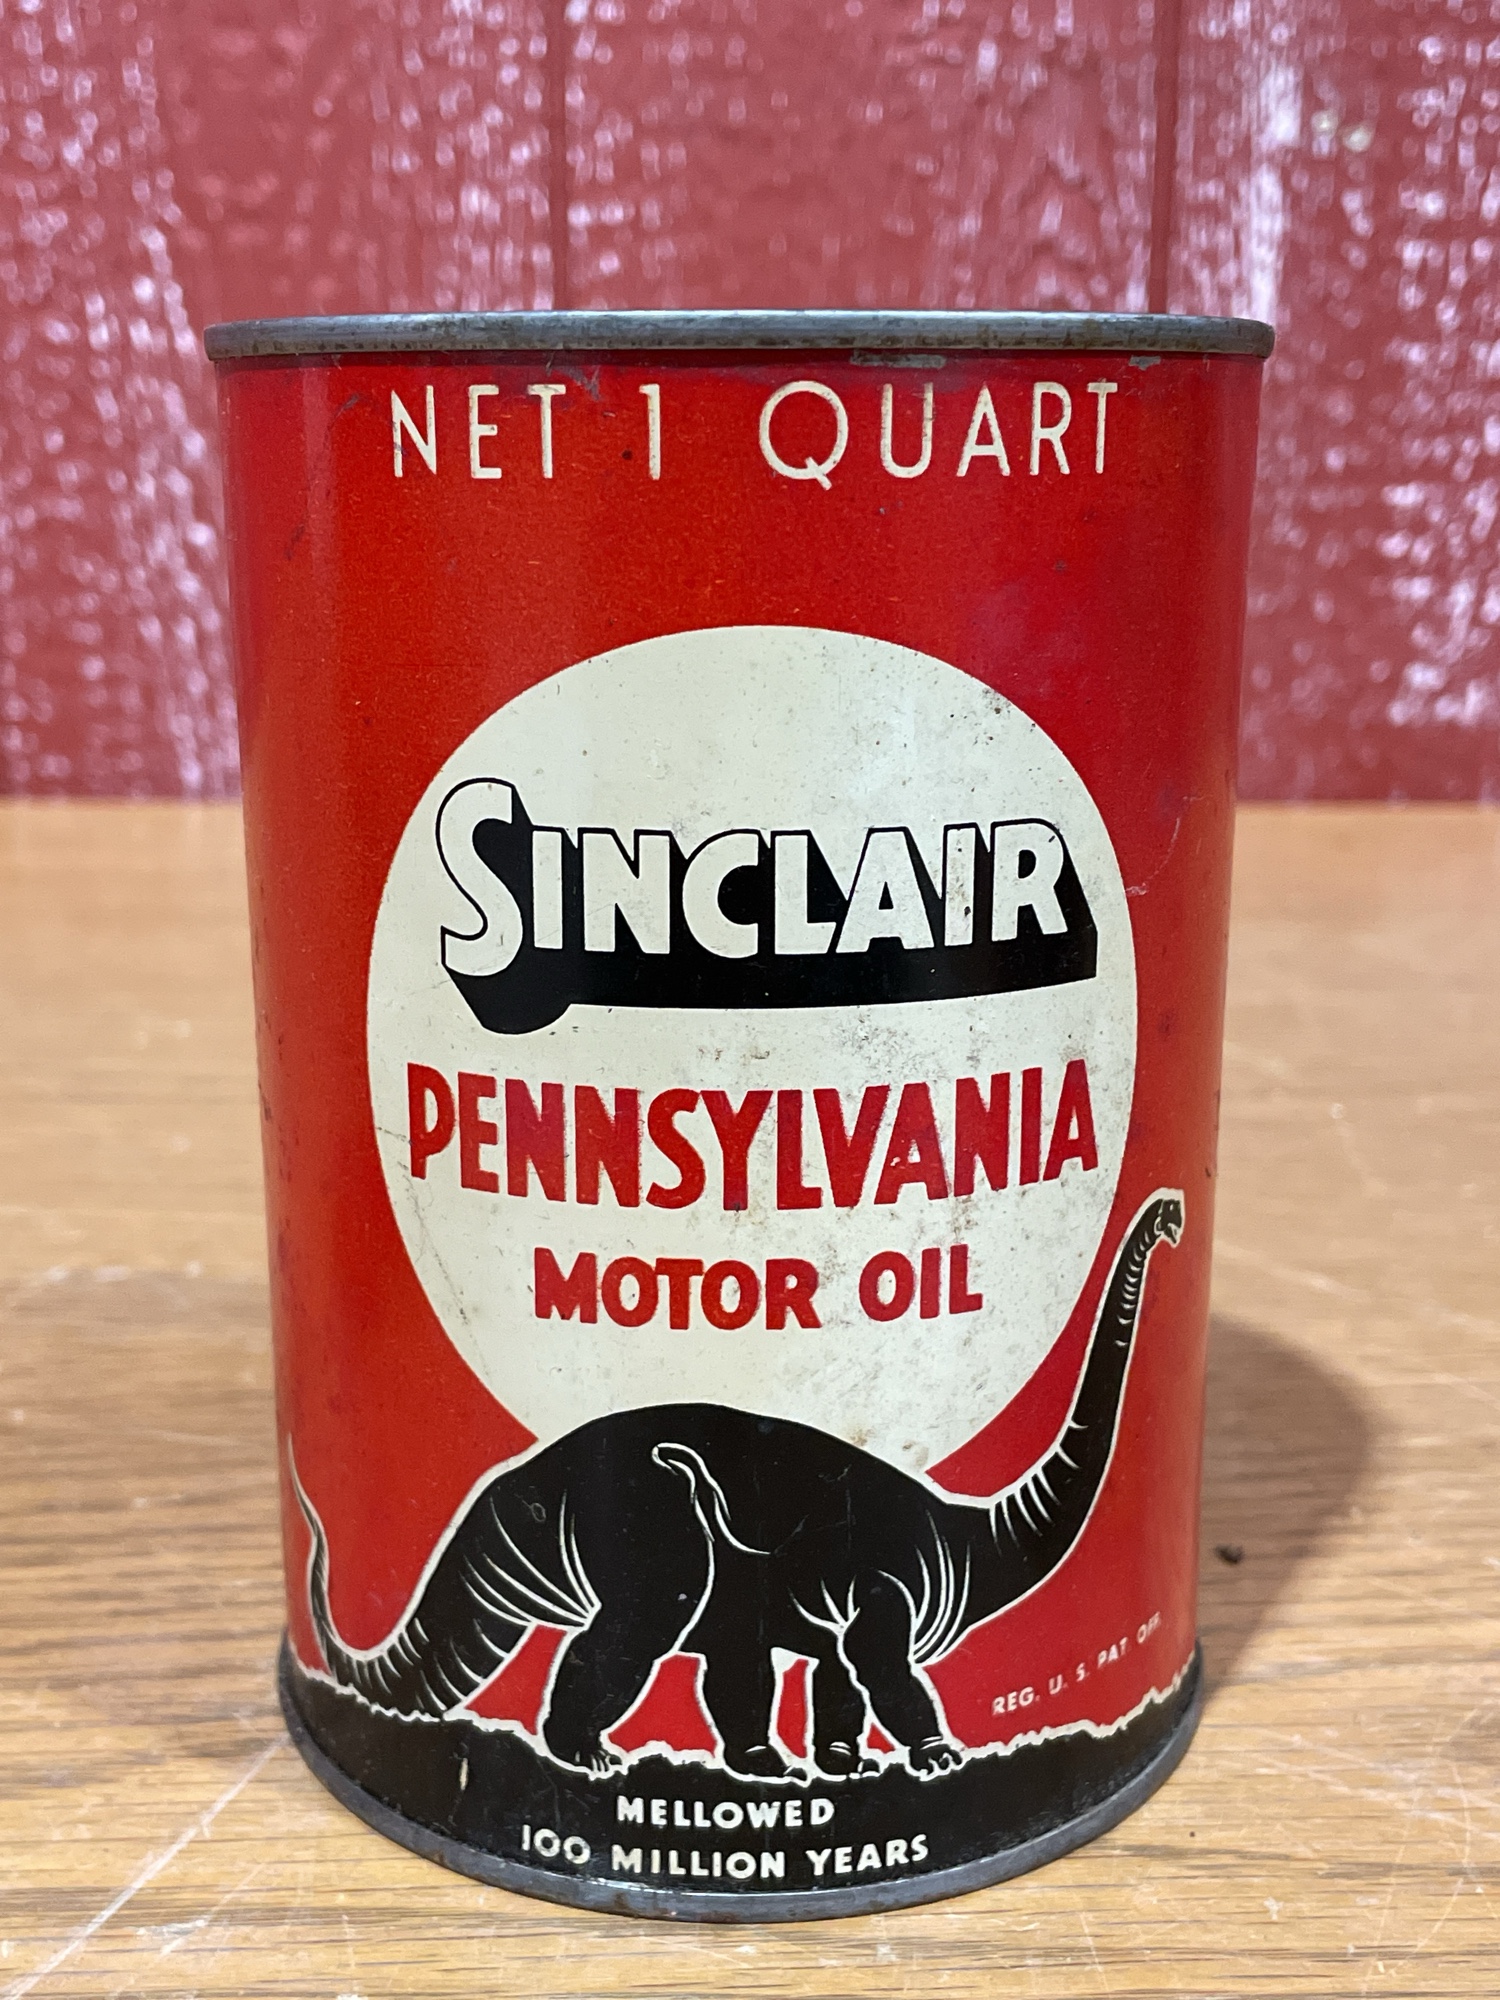 NET 1 QUART
SINCLAIR
PENNSYLVANIA
MOTOR OIL
REG. U. S. PAT. OFF.
MELLOWED
100 MILLION YEARS